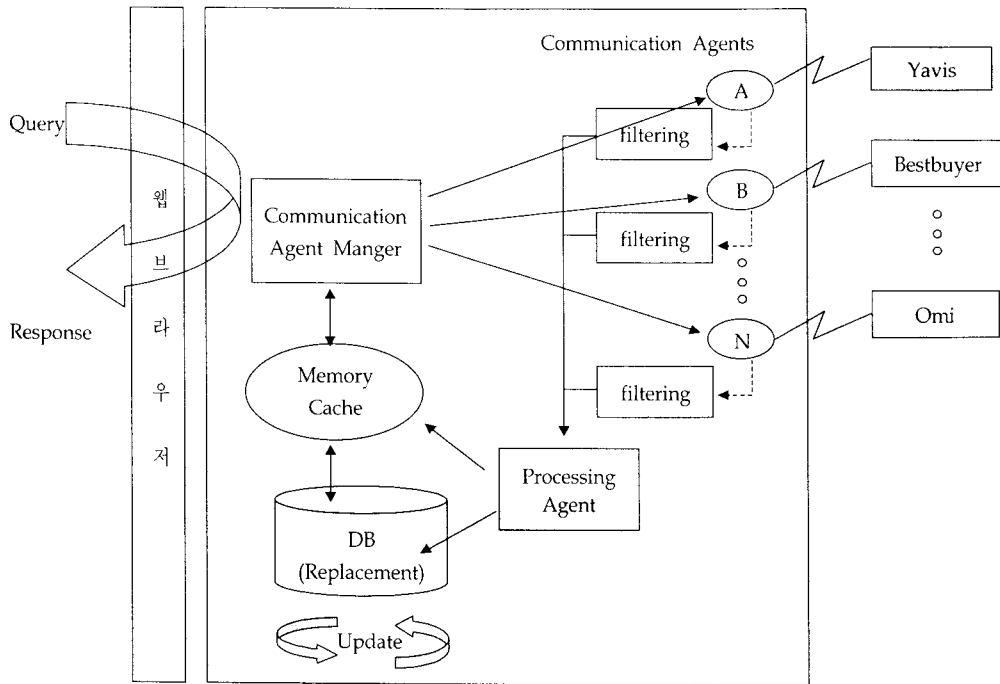 Communication Agents
Query
Response
웹브라우저
Communication
Agent Manger
Memory
Cache
DB
(Replacement)
Update
A
filtering
B
filtering
N
filtering
Processing
Agent
Yavis
Bestbuyer
Omi